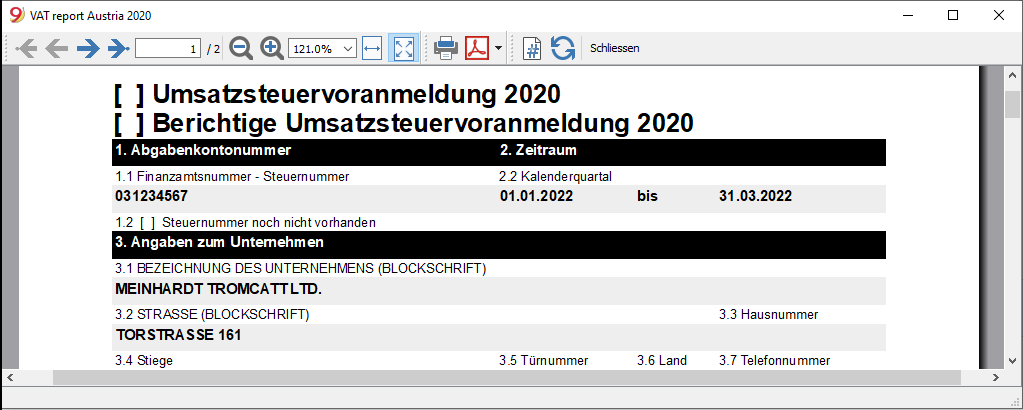 VAT report Austria 2020
1 / 2 121.0% Schliessen
[ ] Umsatzsteuervoranmeldung 2020
[ ] Berichtige Umsatzsteuervoranmeldung 2020
1. Abgabenkontonummer 2. Zeitraum
1.1 Finanzamtsnummer - Steuernummer 2.2 Kalenderquartal
031234567 01.01.2022 bis 31.03.2022
1.2 [ ] Steuernummer noch nicht vorhanden
3. Angaben zum Unternehmen
3.1 BEZEICHNUNG DES UNTERNEHMENS (BLOCKSCHRIFT)
MEINHARDT TROMCATT LTD.
3.2 STRASSE (BLOCKSCHRIFT) 3.3 Hausnummer
TORSTRASSE 161
3.4 Stiege 3.5 Türnummer 3.6 Land 3.7 Telefonnummer